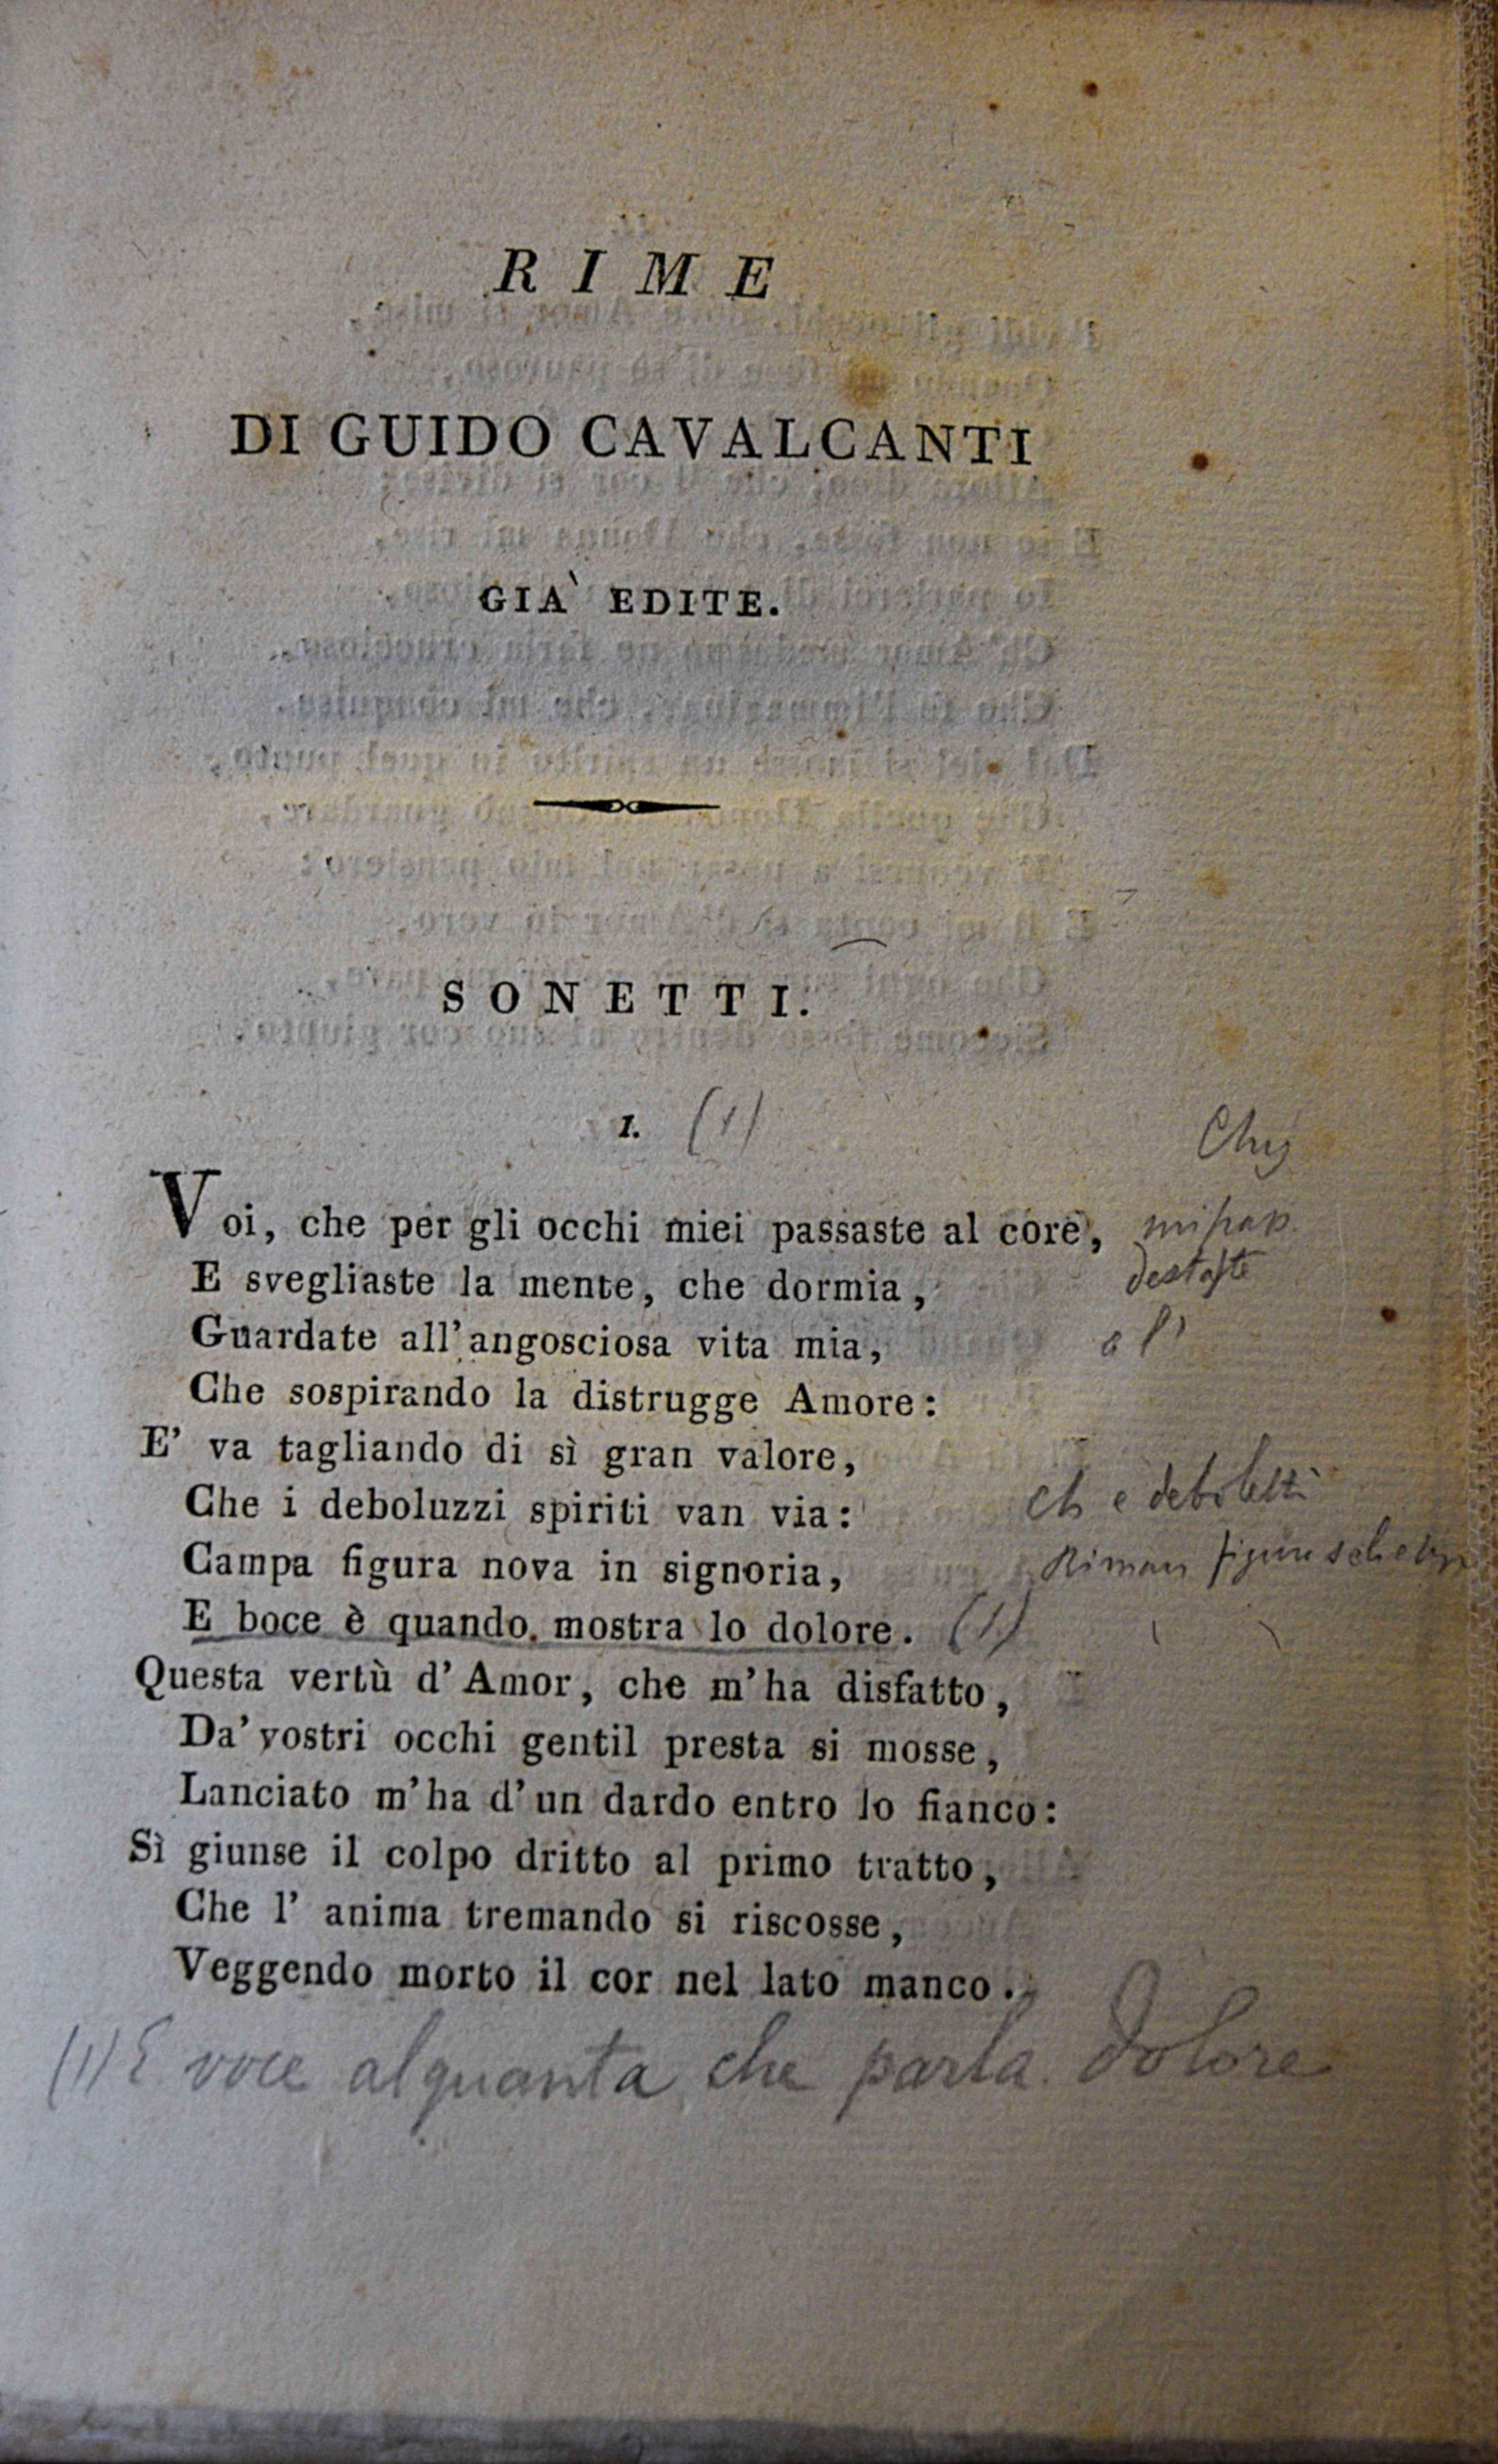 RIME
DI GUIDO CAVALCANTI
GIA` EDITE.
SONETTI.
I. (1)
Voi, che per gli occhi miei passaste al core,
E svegliaste la mente, che dormia, destaste
Guardate all'angosciosa vita mia, a l'
Che sospirando la distrugge Amore:
E' va tagliando di sì gran valore,
Che i deboluzzi spiriti van via: ch e deboletti
Campa figura nova in signoria, Riman
E boce è quando mostra lo dolore. (1)
Questa vertù d'Amor, che m'ha disfatto,
Da' vostri occhi gentil presta si mosse,
Lanciato m'ha d'un dardo entro lo fianco:
Sì giunse il colpo dritto al primo tratto,
Che l' anima tremando si riscosse,
Veggendo morto il cor nel lato manco.
(1) E voce alquanta, che parla dolore